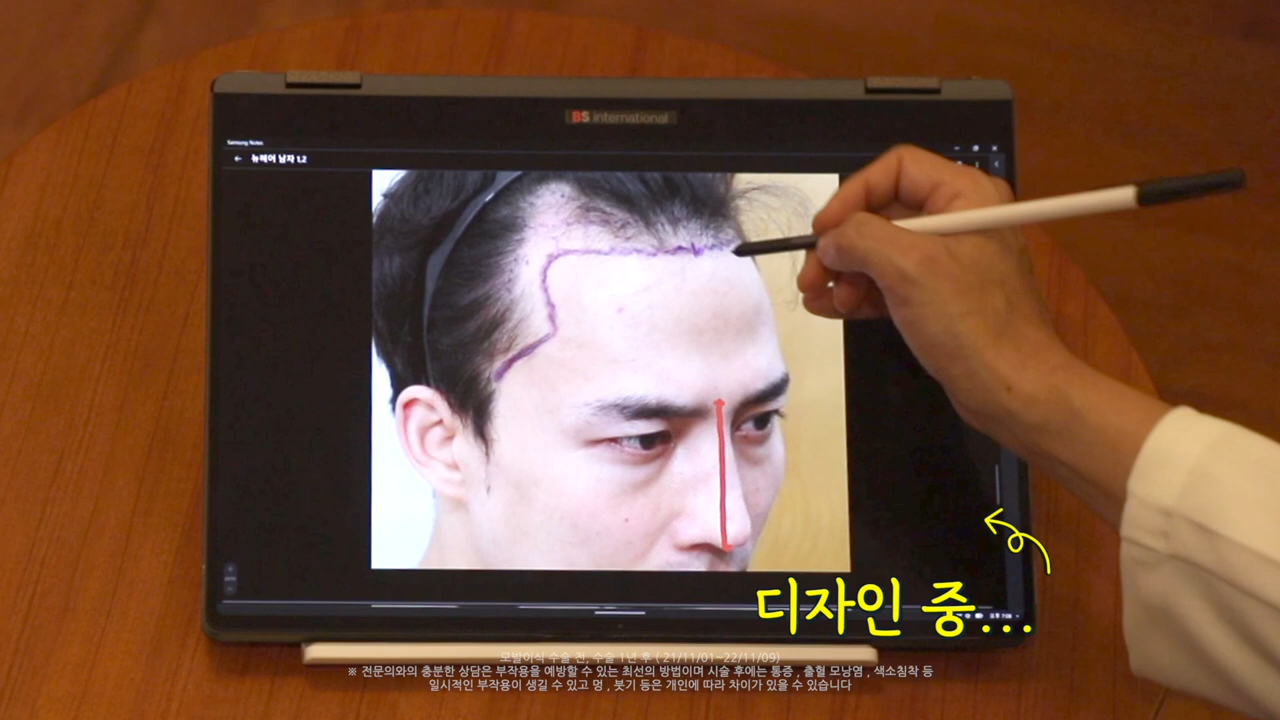 BS international
Samsung Notes
뉴헤어 남자 1,2
디자인 중...
모발이식 수술 전, 수술 1년 후 ( 21/11/01~22/11/09)
※ 전문의와의 충분한 상담은 부작용을 예방할 수 있는 최선의 방법이며 시술 후에는 통증 , 출혈 모낭염 , 색소침착 등
일시적인 부작용이 생길 수 있고 멍 , 붓기 등은 개인에 따라 차이가 있을 수 있습니다